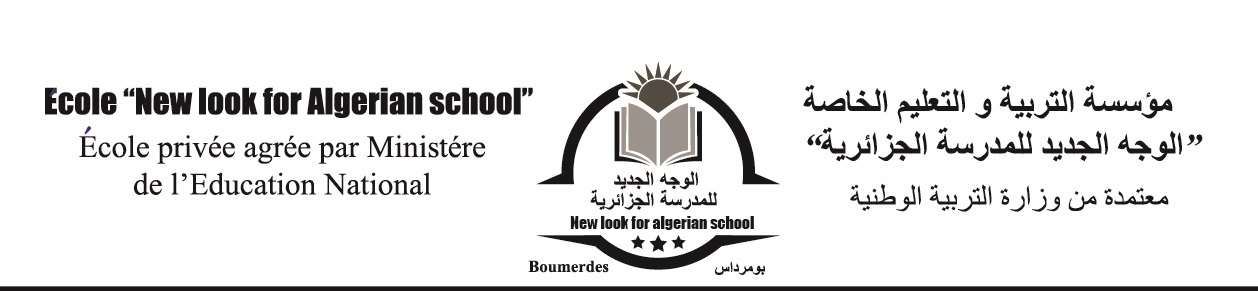 École “New look for Algerian school”
École privée agrée par Ministére
de l’Education National
الوجه الجديد
للمدرسة الجزائرية
New look for algerian school
Boumerdes
بومرداس
مؤسسة التربية و التعليم الخاصة
”الوجه الجديد للمدرسة الجزائرية“
معتمدة من وزارة التربية الوطنية